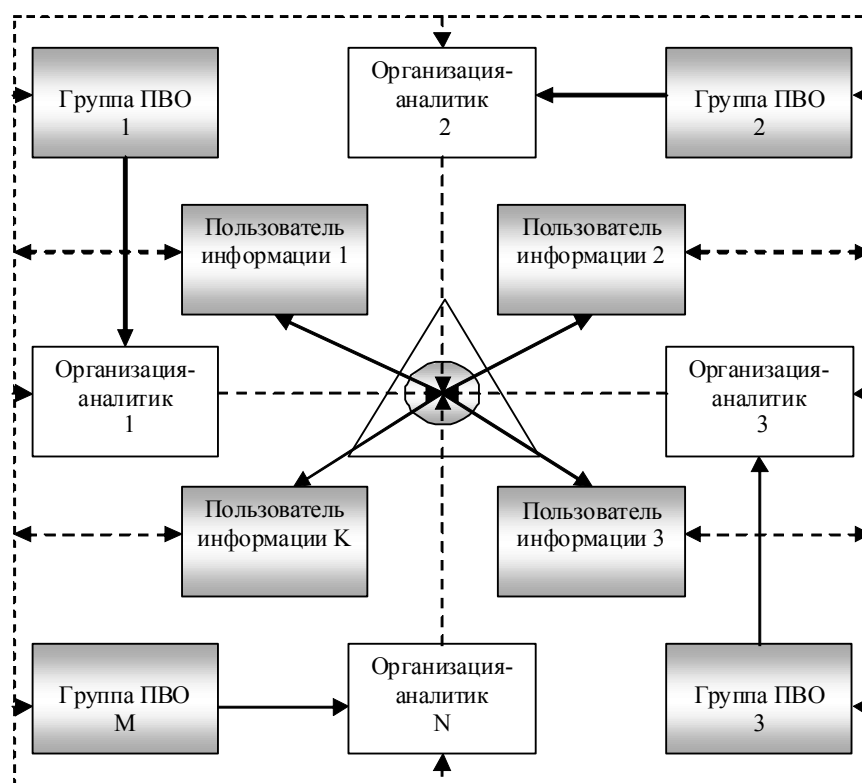 Группа ПВО
1
Организация-
аналитик
2
Группа ПВО
2
Пользователь
информации 1
Пользователь
информации 2
Организация-
аналитик
1
Организация-
аналитик
3
Пользователь
информации K
Пользователь
информации 3
Группа ПВО
M
Организация-
аналитик
N
Группа ПВО
3